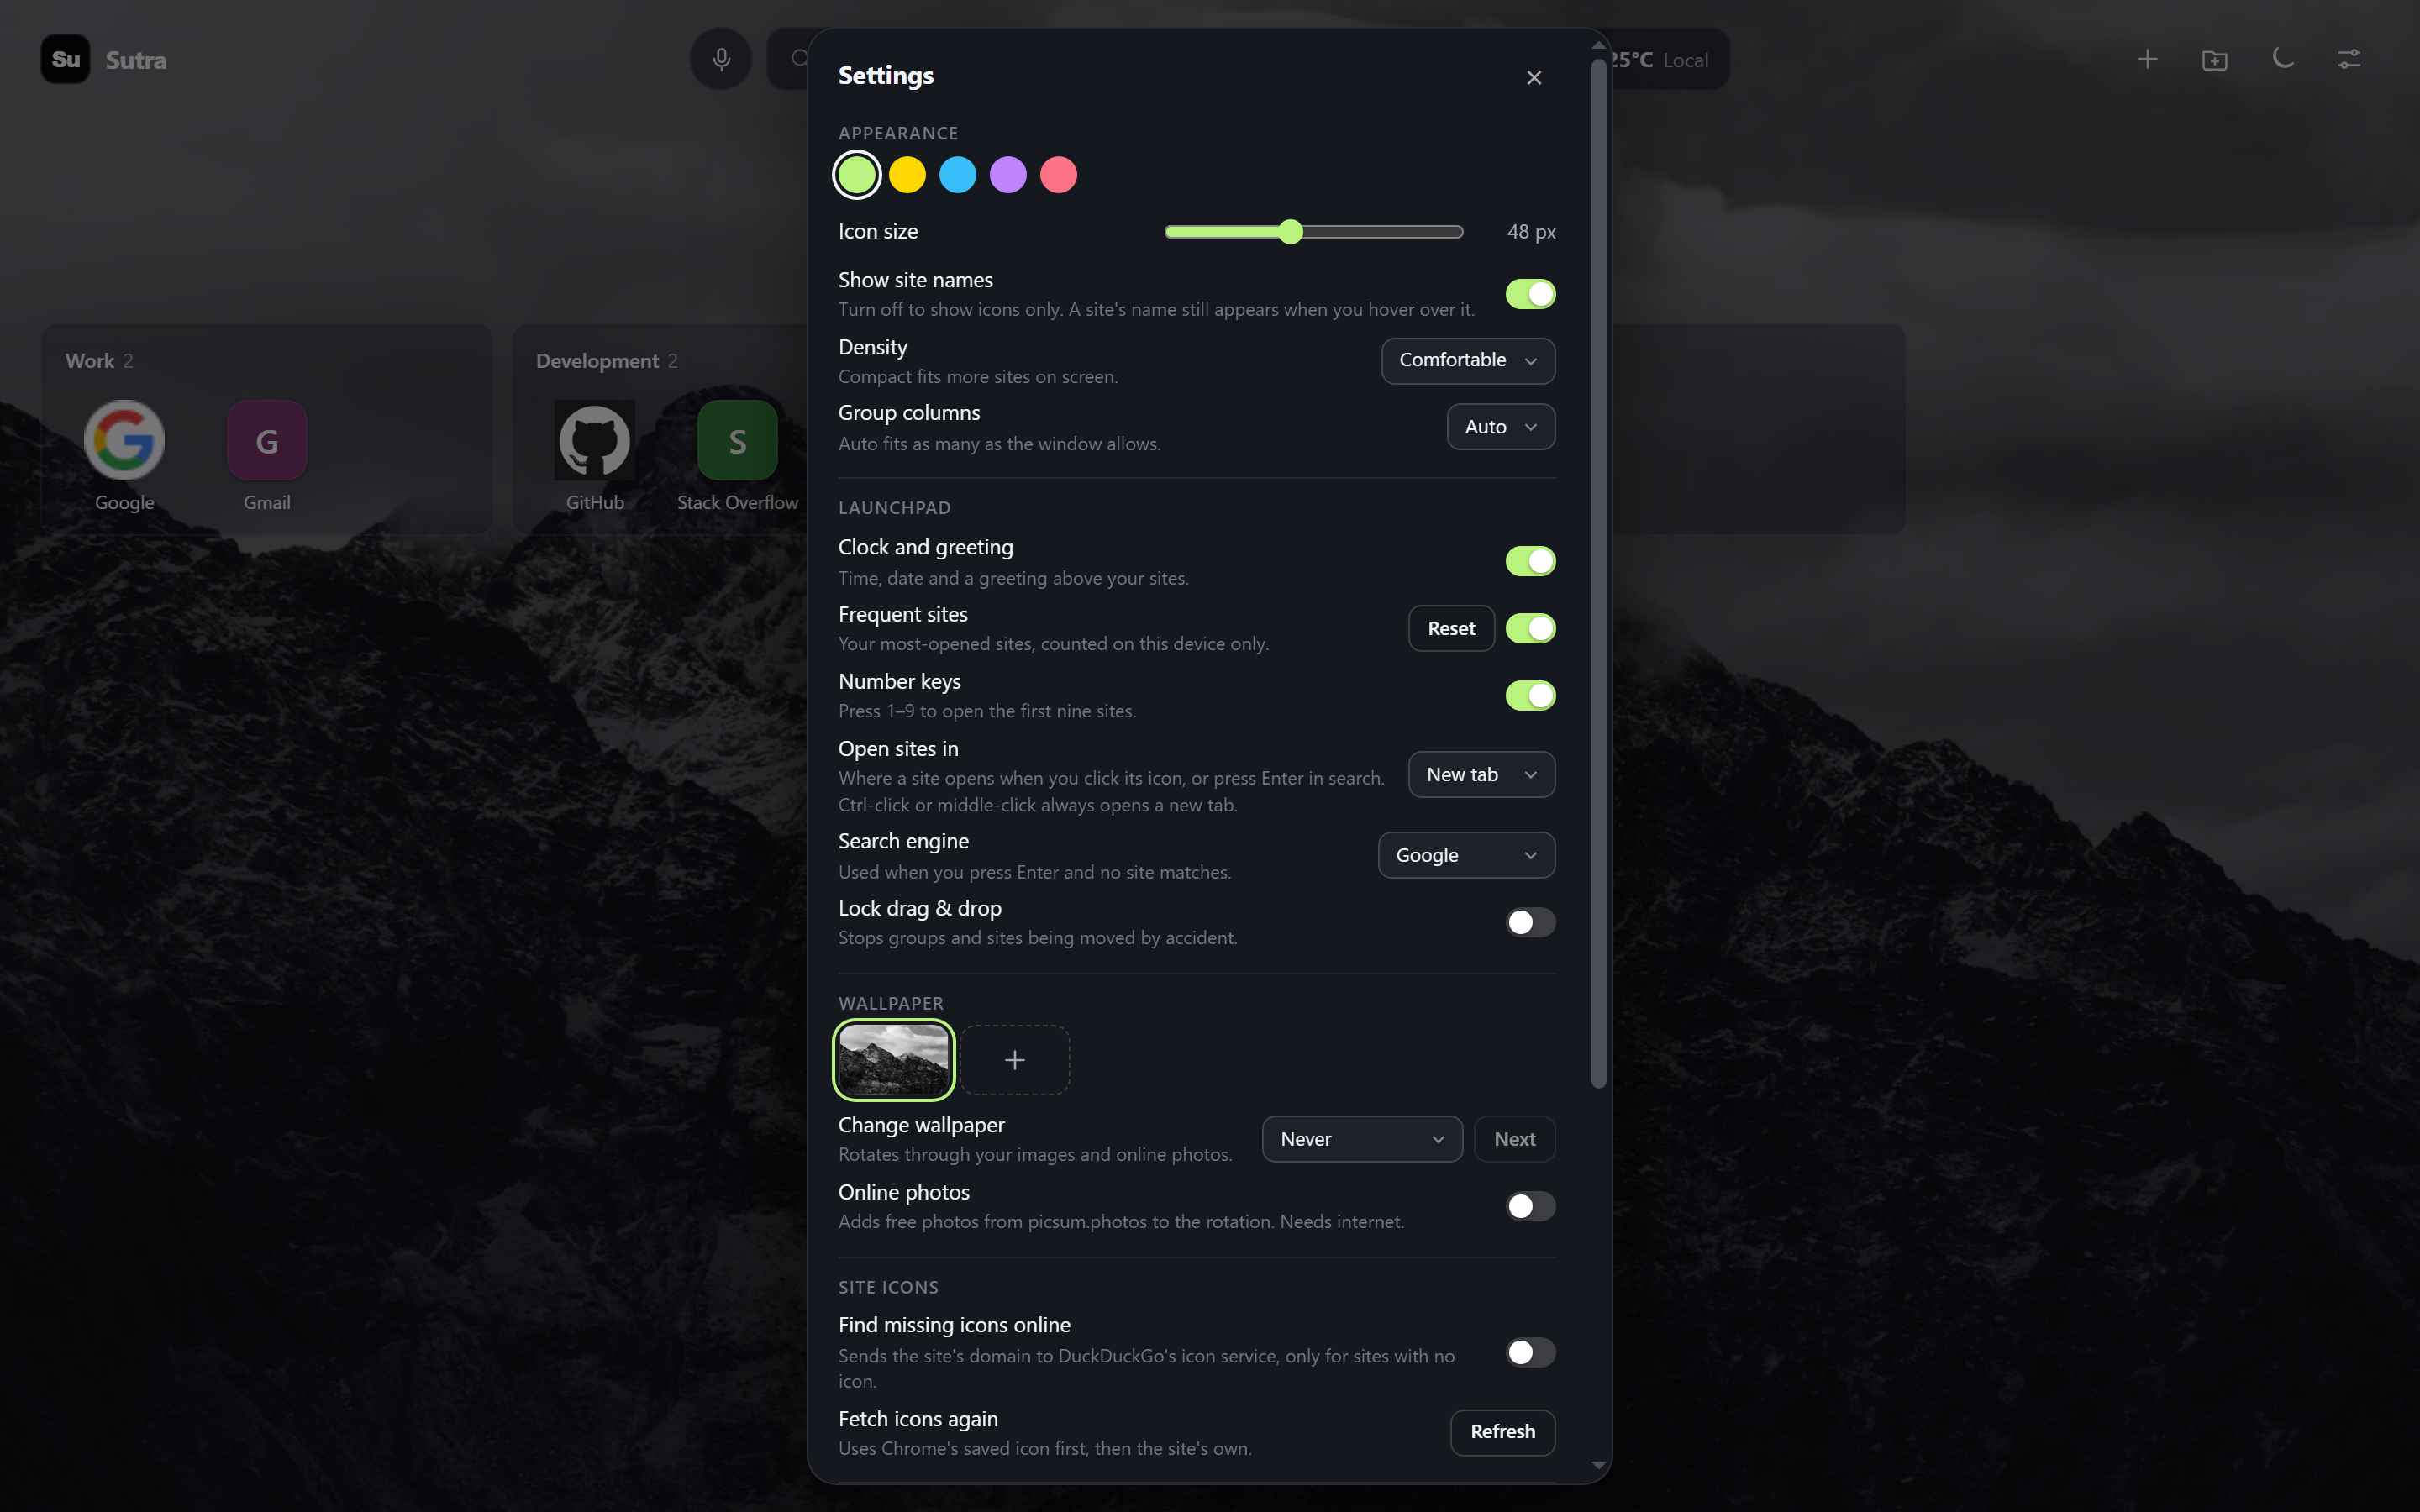 Su Sutra
25°C Local
Settings
APPEARANCE
Icon size 48 px
Show site names
Turn off to show icons only. A site's name still appears when you hover over it.
Density
Compact fits more sites on screen.
Comfortable
Group columns
Auto fits as many as the window allows.
Auto
LAUNCHPAD
Clock and greeting
Time, date and a greeting above your sites.
Frequent sites
Your most-opened sites, counted on this device only.
Reset
Number keys
Press 1–9 to open the first nine sites.
Open sites in
Where a site opens when you click its icon, or press Enter in search.
Ctrl-click or middle-click always opens a new tab.
New tab
Search engine
Used when you press Enter and no site matches.
Google
Lock drag & drop
Stops groups and sites being moved by accident.
WALLPAPER
Change wallpaper
Rotates through your images and online photos.
Never
Next
Online photos
Adds free photos from picsum.photos to the rotation. Needs internet.
SITE ICONS
Find missing icons online
Sends the site's domain to DuckDuckGo's icon service, only for sites with no
icon.
Fetch icons again
Uses Chrome's saved icon first, then the site's own.
Refresh
Work 2
G
Google
Gmail
Development 2
S
GitHub
Stack Overflow